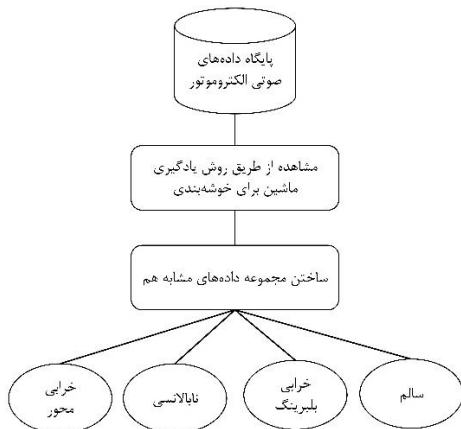 پایگاه داده‌های
صوتی الکتروموتور
مشاهده از طریق روش یادگیری
ماشین برای خوشه‌بندی
ساختن مجموعه داده‌های مشابه هم
سالم
خرابی
بلبرینگ
نابالانسی
خرابی
محور